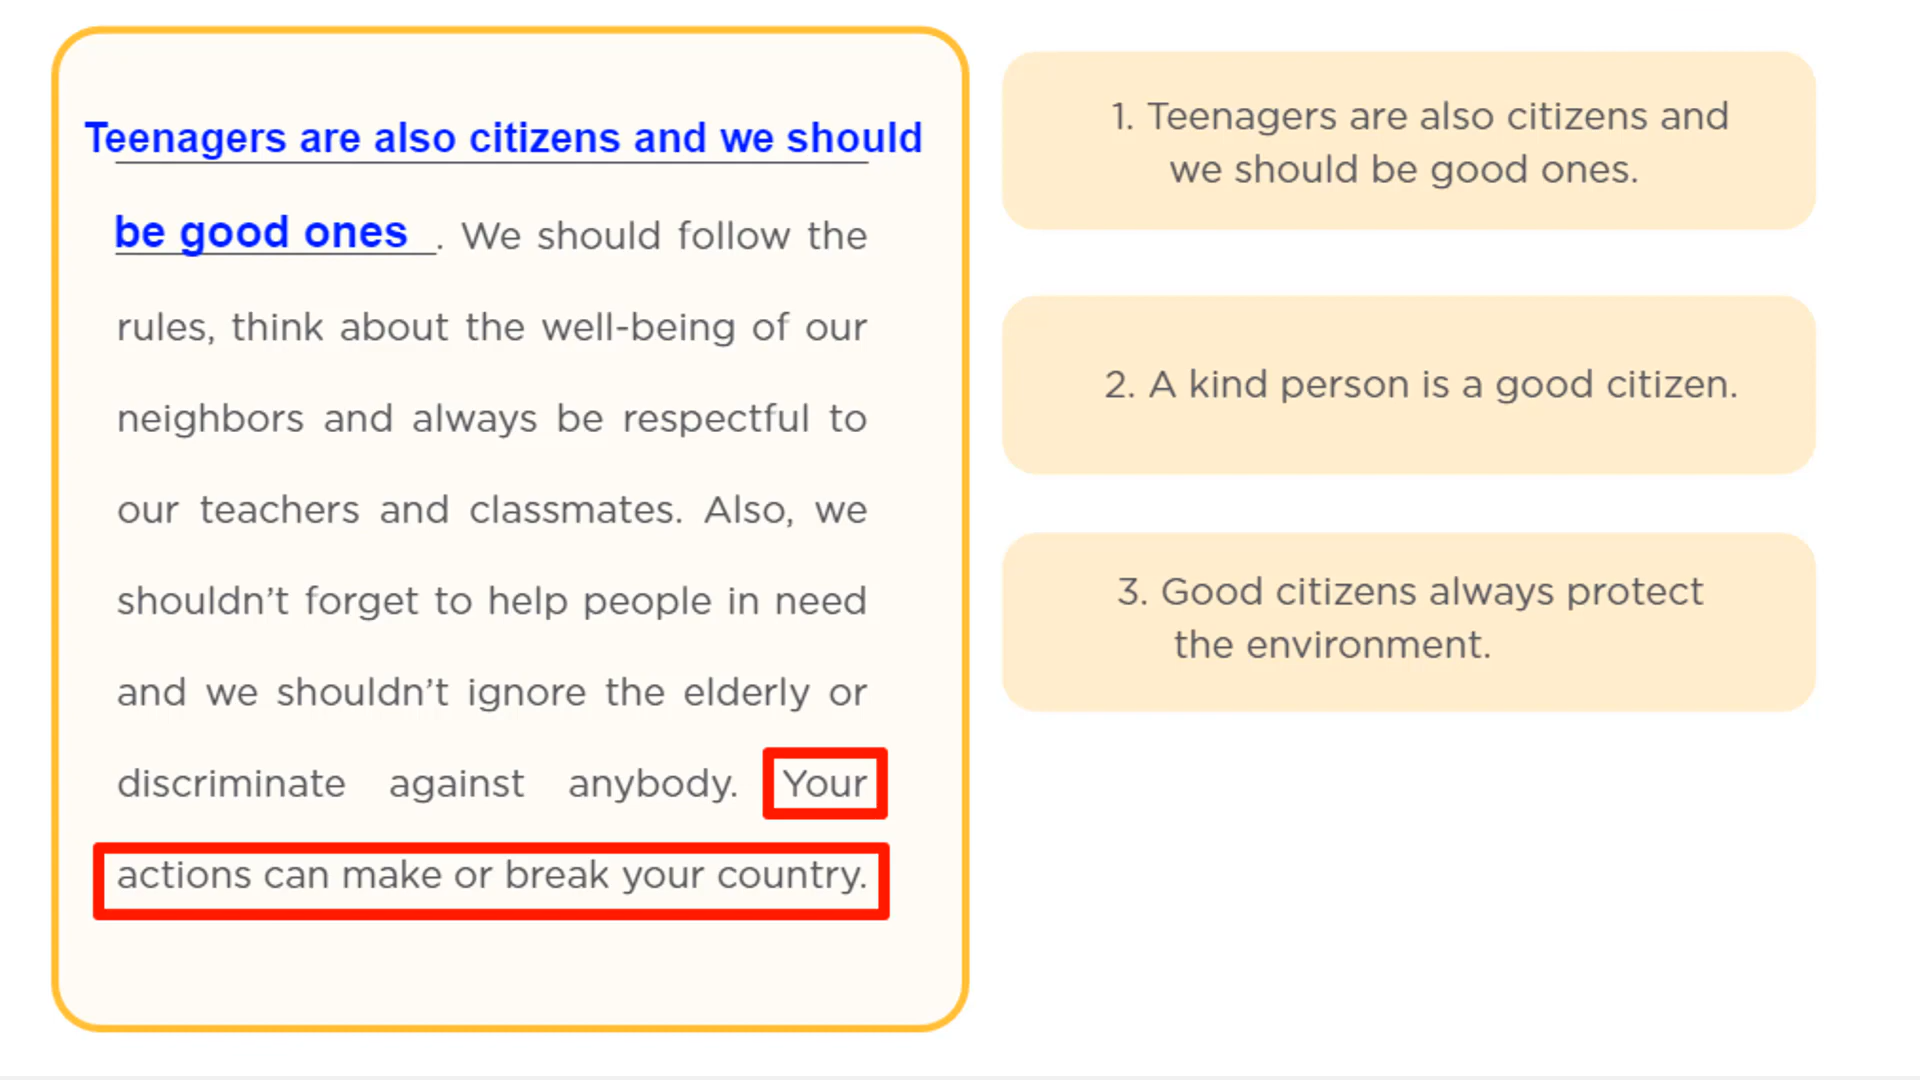 Teenagers are also citizens and we should
be good ones. We should follow the
rules, think about the well-being of our
neighbors and always be respectful to
our teachers and classmates. Also, we
shouldn’t forget to help people in need
and we shouldn’t ignore the elderly or
discriminate against anybody. Your
actions can make or break your country.
1. Teenagers are also citizens and
we should be good ones.
2. A kind person is a good citizen.
3. Good citizens always protect
the environment.